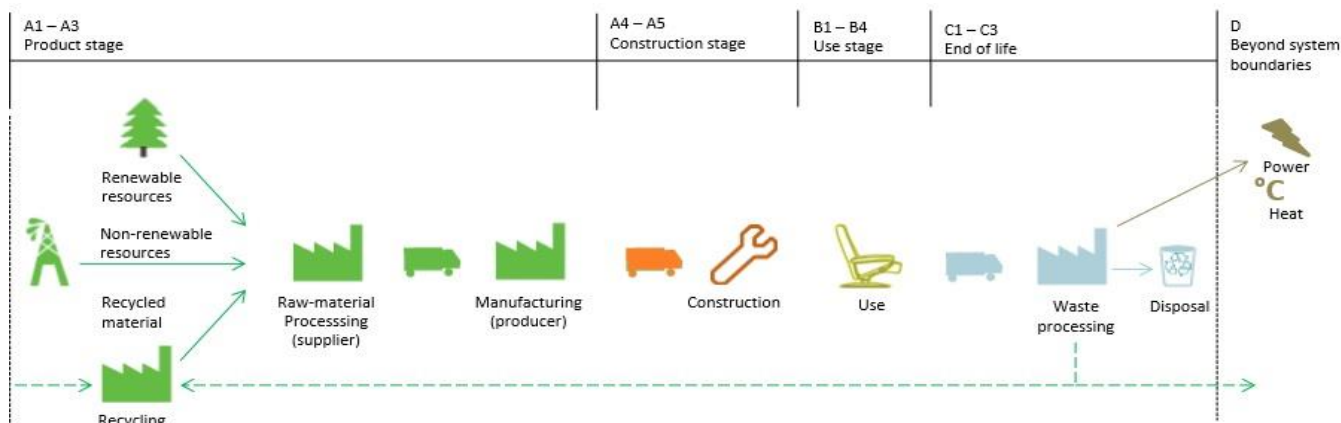 A1 – A3
Product stage
A4 – A5
Construction stage
B1 – B4
Use stage
C1 – C3
End of life
D
Beyond system
boundaries
Renewable
resources
Non-renewable
resources
Recycled
material
Recycling
Raw-material
Processsing
(supplier)
Manufacturing
(producer)
Construction
Use
Waste
processing
Disposal
Power
°C
Heat